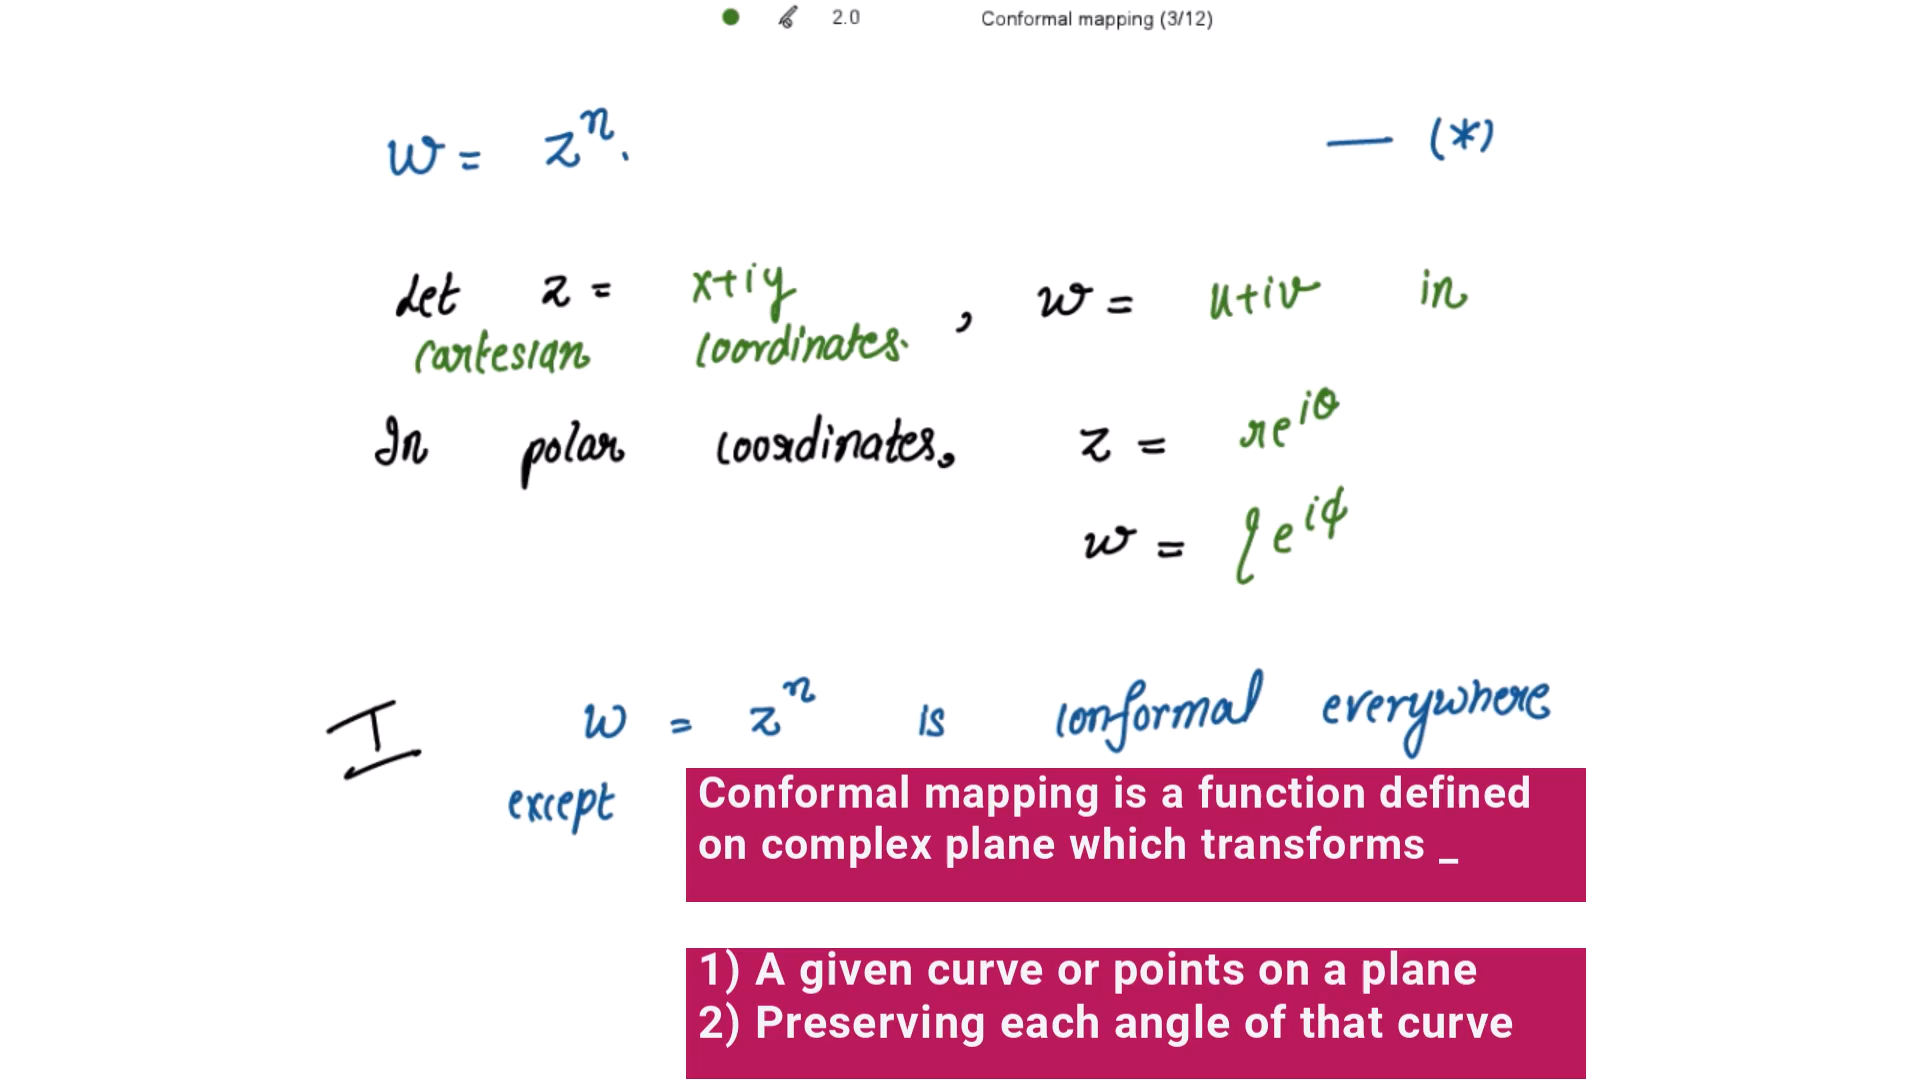 2.0 Conformal mapping (3/12)
w = zⁿ. — (*)
Let z = x+iy , w = u+iv in
cartesian coordinates.
In polar coordinates, z = re^{iθ}
w = ρe^{iϕ}
I w = zⁿ is conformal everywhere
except
Conformal mapping is a function defined
on complex plane which transforms _
1) A given curve or points on a plane
2) Preserving each angle of that curve